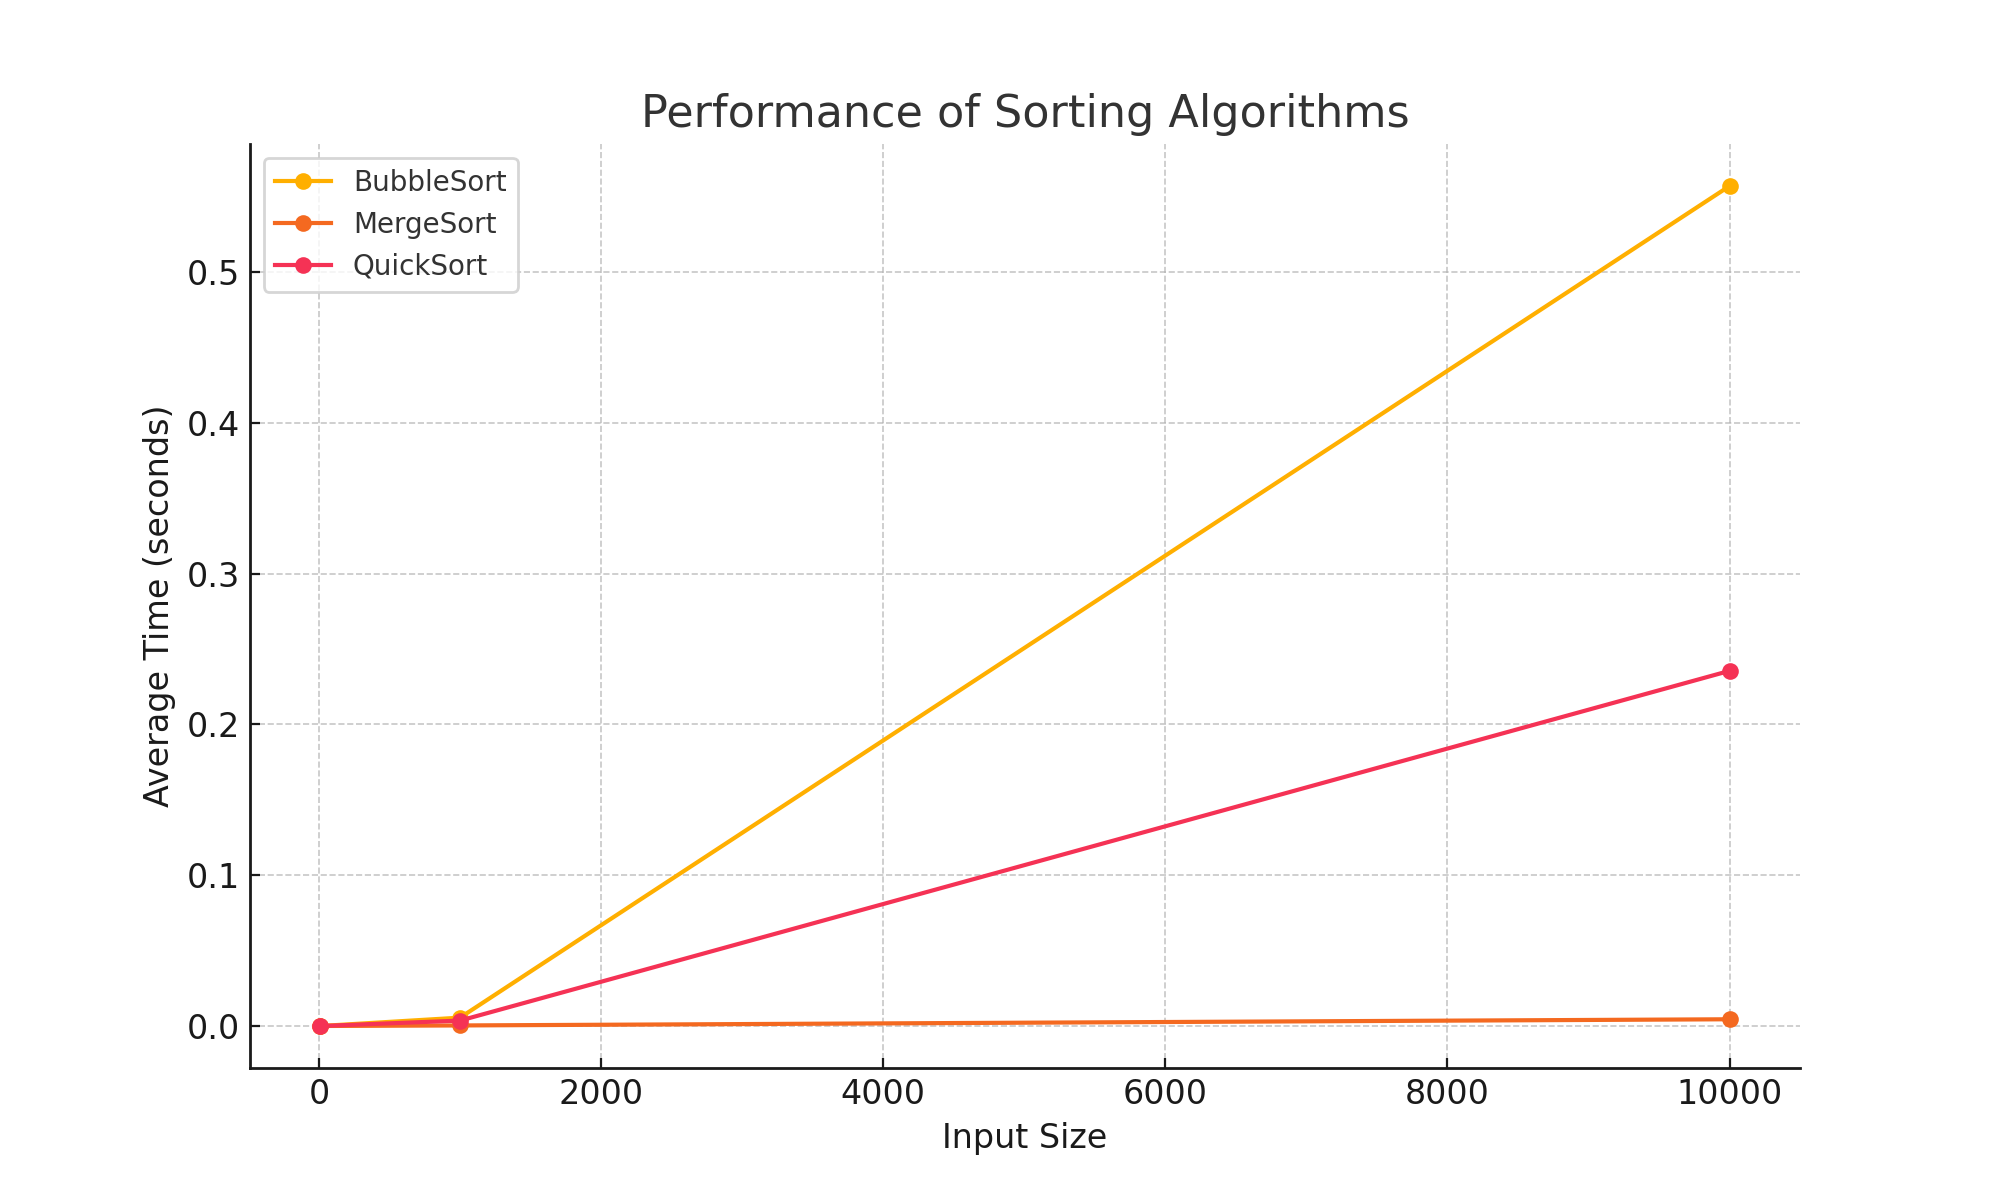 Performance of Sorting Algorithms
BubbleSort
MergeSort
QuickSort
0.5
0.4
0.3
0.2
0.1
0.0
Average Time (seconds)
0 2000 4000 6000 8000 10000
Input Size